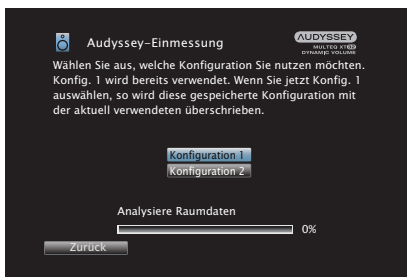 Audyssey-Einmessung
AUDYSSEY
MULTEQ XT32
DYNAMIC VOLUME
Wählen Sie aus, welche Konfiguration Sie nutzen möchten.
Konfig. 1 wird bereits verwendet. Wenn Sie jetzt Konfig. 1
auswählen, so wird diese gespeicherte Konfiguration mit
der aktuell verwendeten überschrieben.
Konfiguration 1
Konfiguration 2
Analysiere Raumdaten
0%
Zurück